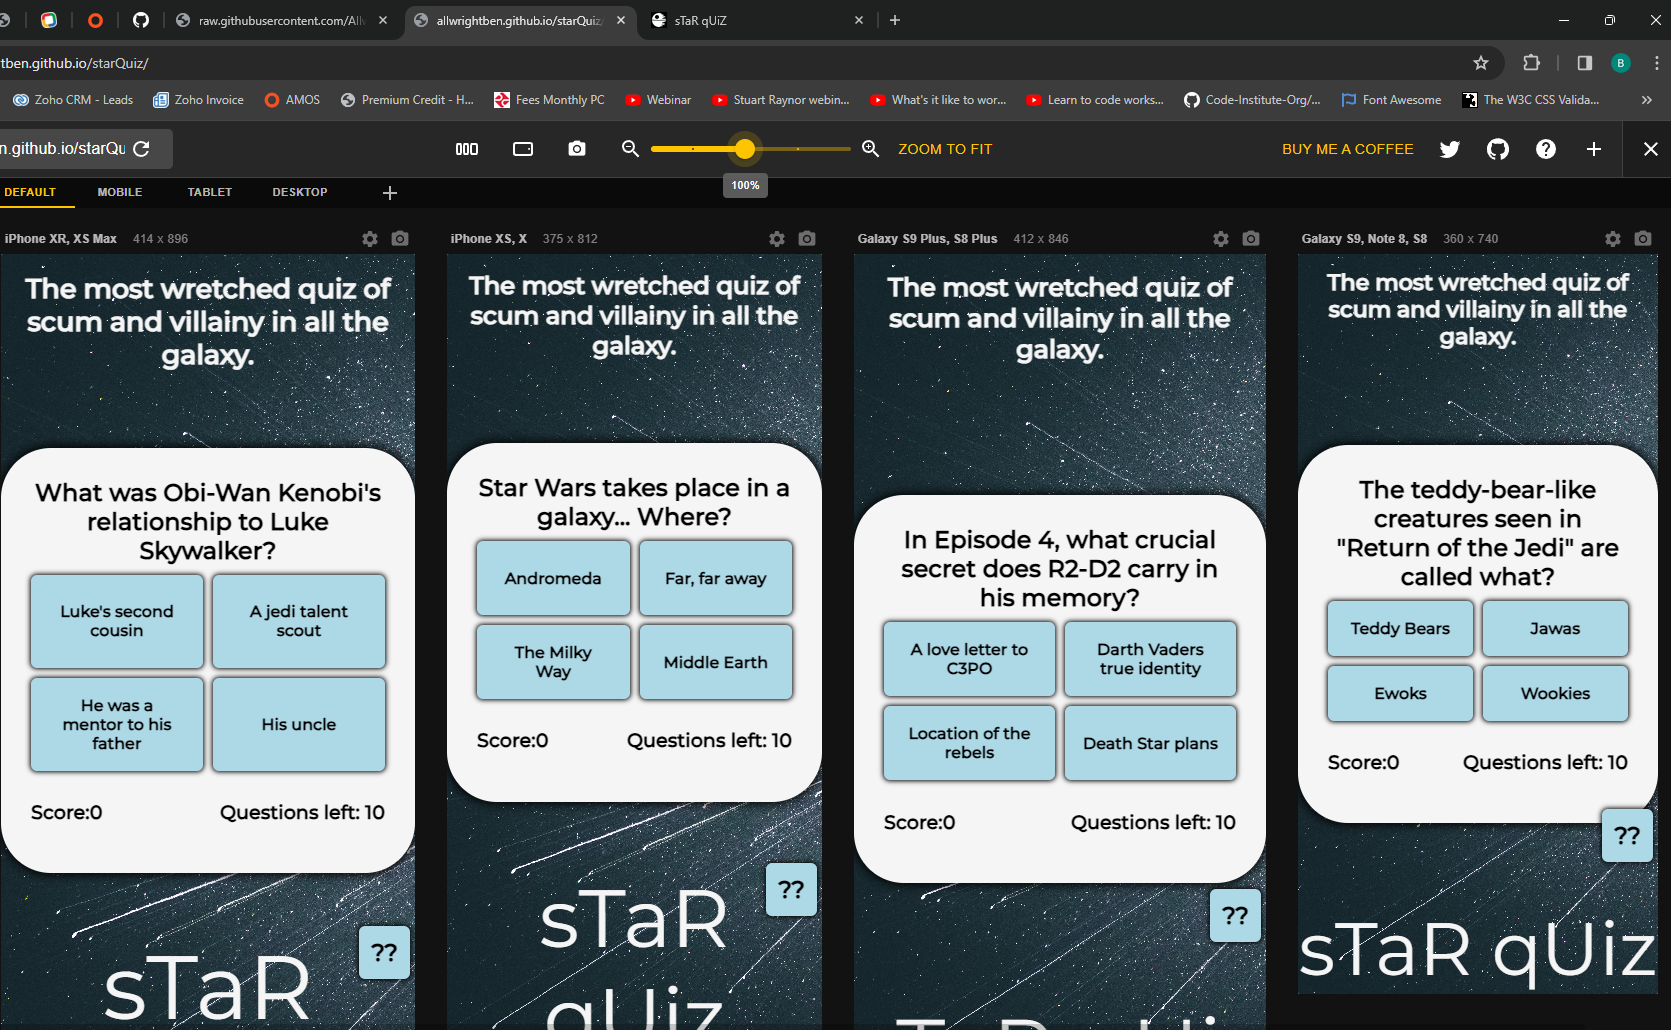 raw.githubusercontent.com/Allw
allwrightben.github.io/starQuiz/
sTaR qUiZ
tben.github.io/starQuiz/
B
Zoho CRM - Leads
Zoho Invoice
AMOS
Premium Credit - H...
Fees Monthly PC
Webinar
Stuart Raynor webin...
What's it like to wor...
Learn to code works...
Code-Institute-Org/...
Font Awesome
The W3C CSS Valida...
n.github.io/starQu
ZOOM TO FIT
BUY ME A COFFEE
100%
DEFAULT
MOBILE
TABLET
DESKTOP
iPhone XR, XS Max 414 x 896
The most wretched quiz of
scum and villainy in all the
galaxy.
What was Obi-Wan Kenobi's
relationship to Luke
Skywalker?
Luke's second
cousin
A jedi talent
scout
He was a
mentor to his
father
His uncle
Score:0
Questions left: 10
??
sTaR
iPhone XS, X 375 x 812
The most wretched quiz of
scum and villainy in all the
galaxy.
Star Wars takes place in a
galaxy... Where?
Andromeda
Far, far away
The Milky
Way
Middle Earth
Score:0
Questions left: 10
??
sTaR
qUiz
Galaxy S9 Plus, S8 Plus 412 x 846
The most wretched quiz of
scum and villainy in all the
galaxy.
In Episode 4, what crucial
secret does R2-D2 carry in
his memory?
A love letter to
C3PO
Darth Vaders
true identity
Location of the
rebels
Death Star plans
Score:0
Questions left: 10
??
Galaxy S9, Note 8, S8 360 x 740
The most wretched quiz of
scum and villainy in all the
galaxy.
The teddy-bear-like
creatures seen in
"Return of the Jedi" are
called what?
Teddy Bears
Jawas
Ewoks
Wookies
Score:0
Questions left: 10
??
sTaR qUiz